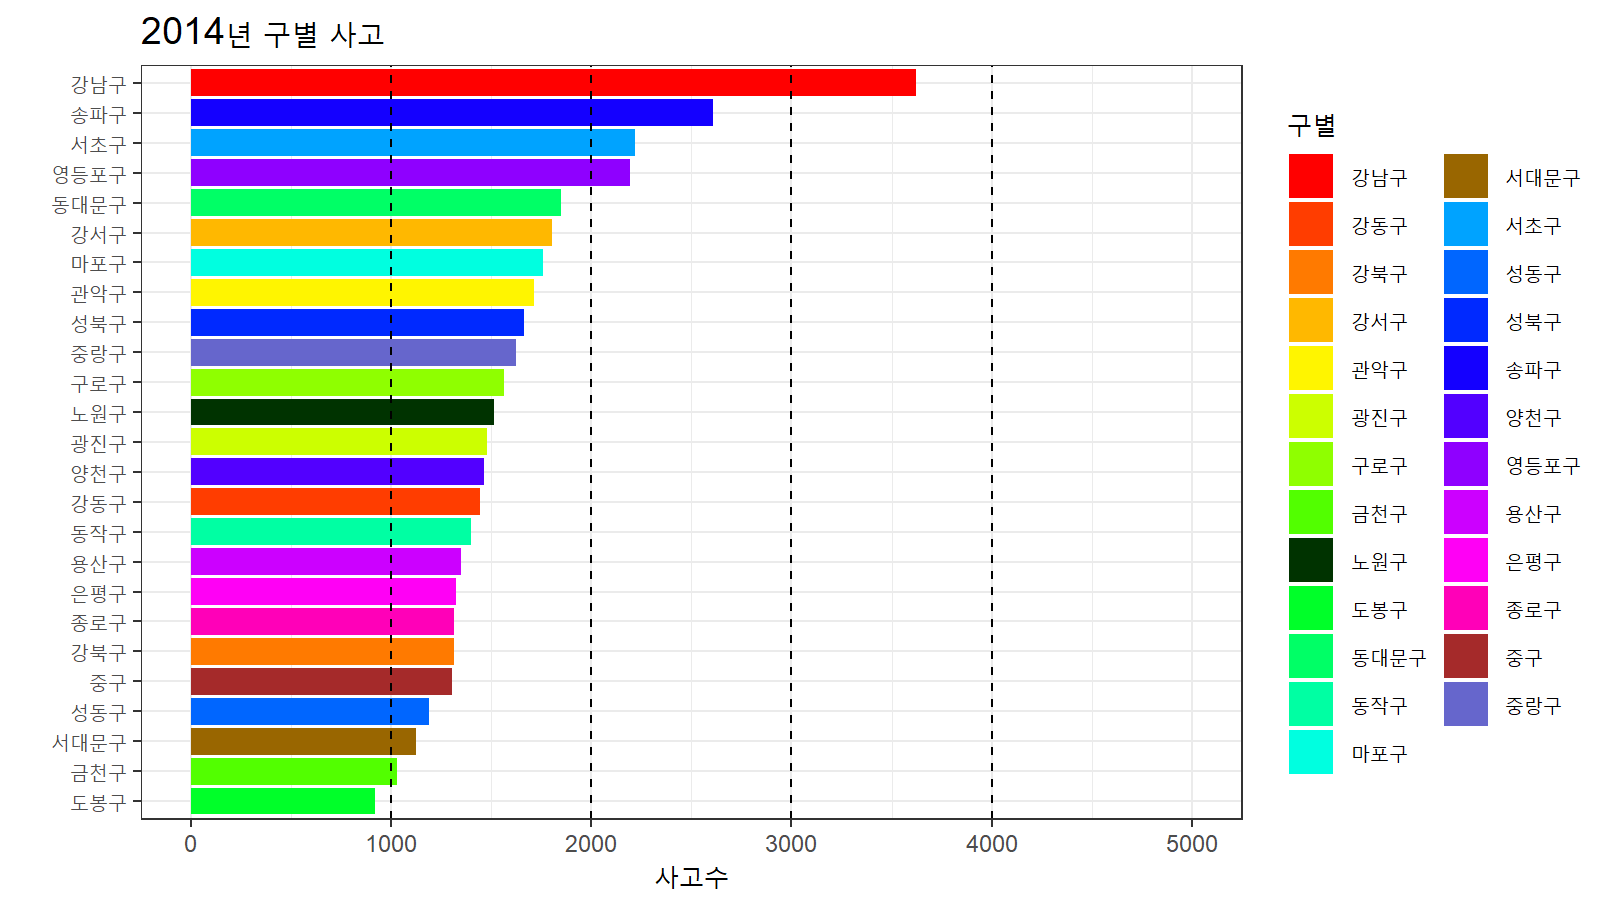 2014년 구별 사고
강남구
송파구
서초구
영등포구
동대문구
강서구
마포구
관악구
성북구
중랑구
구로구
노원구
광진구
양천구
강동구
동작구
용산구
은평구
종로구
강북구
중구
성동구
서대문구
금천구
도봉구
0 1000 2000 3000 4000 5000
사고수
구별
강남구 서대문구
강동구 서초구
강북구 성동구
강서구 성북구
관악구 송파구
광진구 양천구
구로구 영등포구
금천구 용산구
노원구 은평구
도봉구 종로구
동대문구 중구
동작구 중랑구
마포구